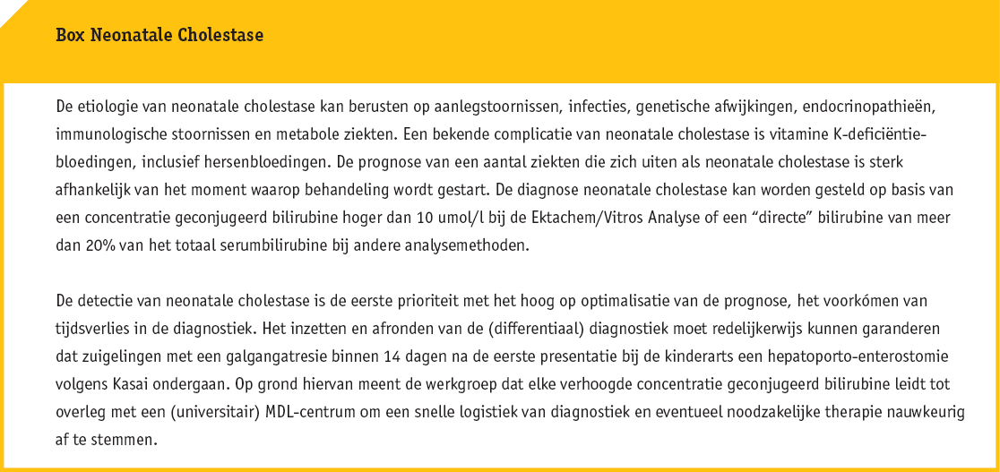 Box Neonatale Cholestase
De etiologie van neonatale cholestase kan berusten op aanlegstoornissen, infecties, genetische afwijkingen, endocrinopathieën,
immunologische stoornissen en metabole ziekten. Een bekende complicatie van neonatale cholestase is vitamine K-deficiëntie-
bloedingen, inclusief hersenbloedingen. De prognose van een aantal ziekten die zich uiten als neonatale cholestase is sterk
afhankelijk van het moment waarop behandeling wordt gestart. De diagnose neonatale cholestase kan worden gesteld op basis van
een concentratie geconjugeerd bilirubine hoger dan 10 umol/l bij de Ektachem/Vitros Analyse of een “directe” bilirubine van meer
dan 20% van het totaal serumbilirubine bij andere analysemethoden.
De detectie van neonatale cholestase is de eerste prioriteit met het hoog op optimalisatie van de prognose, het voorkómen van
tijdsverlies in de diagnostiek. Het inzetten en afronden van de (differentiaal) diagnostiek moet redelijkerwijs kunnen garanderen
dat zuigelingen met een galgangatresie binnen 14 dagen na de eerste presentatie bij de kinderarts een hepatoporto-enterostomie
volgens Kasai ondergaan. Op grond hiervan meent de werkgroep dat elke verhoogde concentratie geconjugeerd bilirubine leidt tot
overleg met een (universitair) MDL-centrum om een snelle logistiek van diagnostiek en eventueel noodzakelijke therapie nauwkeurig
af te stemmen.